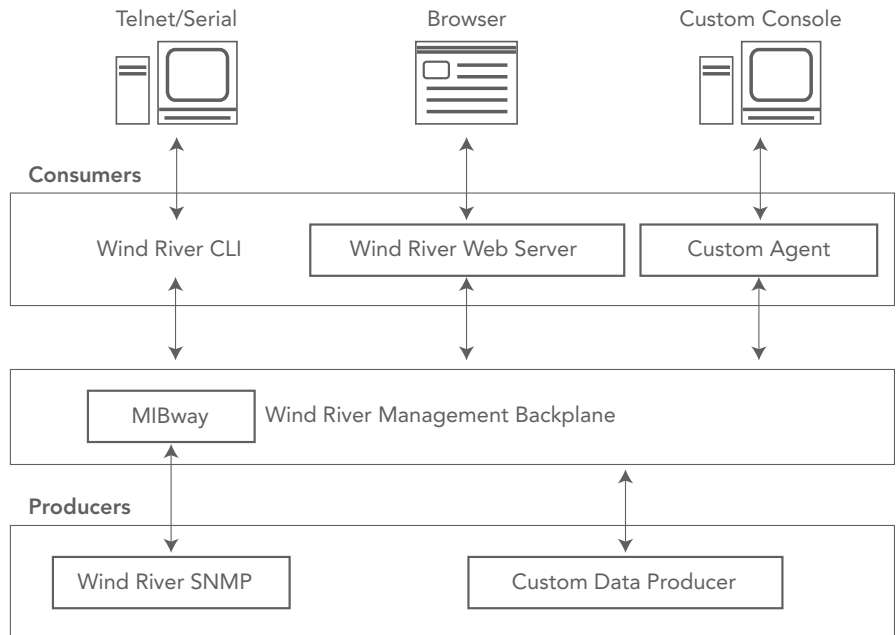 Telnet/Serial
Browser
Custom Console
Consumers
Wind River CLI
Wind River Web Server
Custom Agent
MIBway
Wind River Management Backplane
Producers
Wind River SNMP
Custom Data Producer